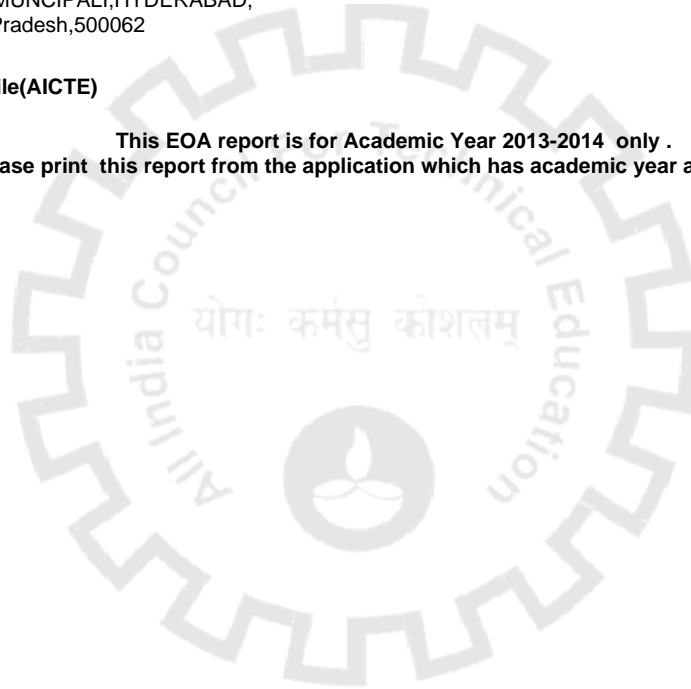 MUNCIPALI,HYDERABAD,
Pradesh,500062
ile(AICTE)
This EOA report is for Academic Year 2013-2014 only .
ase print this report from the application which has academic year a
All India Council For Technical Education
योगः कर्मसु कोशलम्